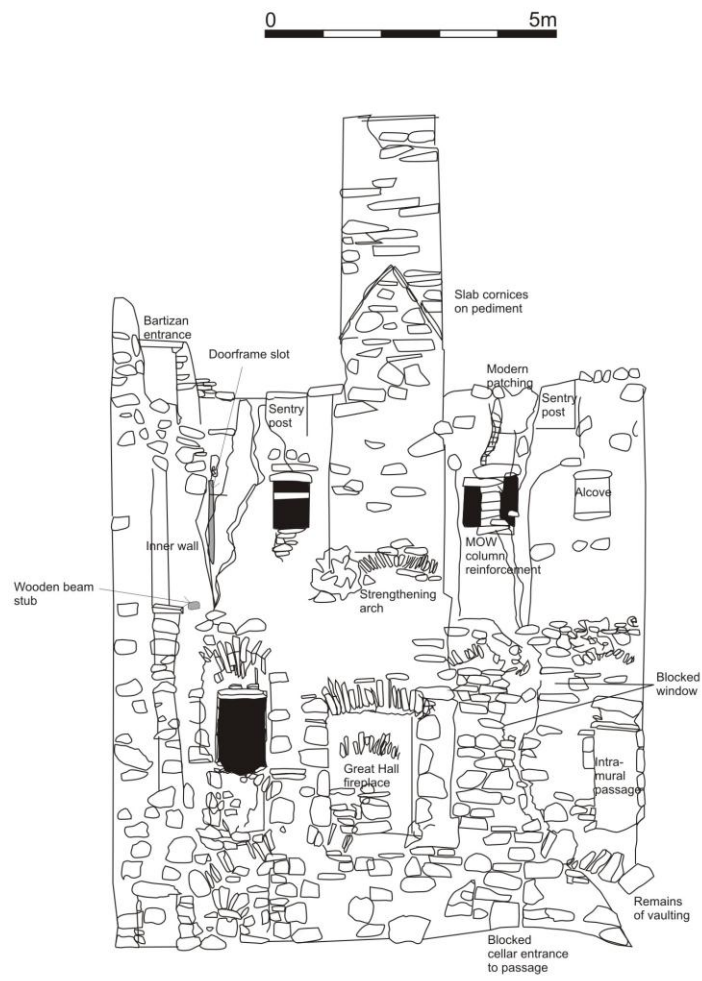 0
5m
Slab cornices
on pediment
Bartizan
entrance
Doorframe slot
Modern
patching
Sentry
post
Sentry
post
Alcove
Inner wall
MOW
column
reinforcement
Wooden beam
stub
Strengthening
arch
Blocked
window
Great Hall
fireplace
Intra-
mural
passage
Remains
of vaulting
Blocked
cellar entrance
to passage